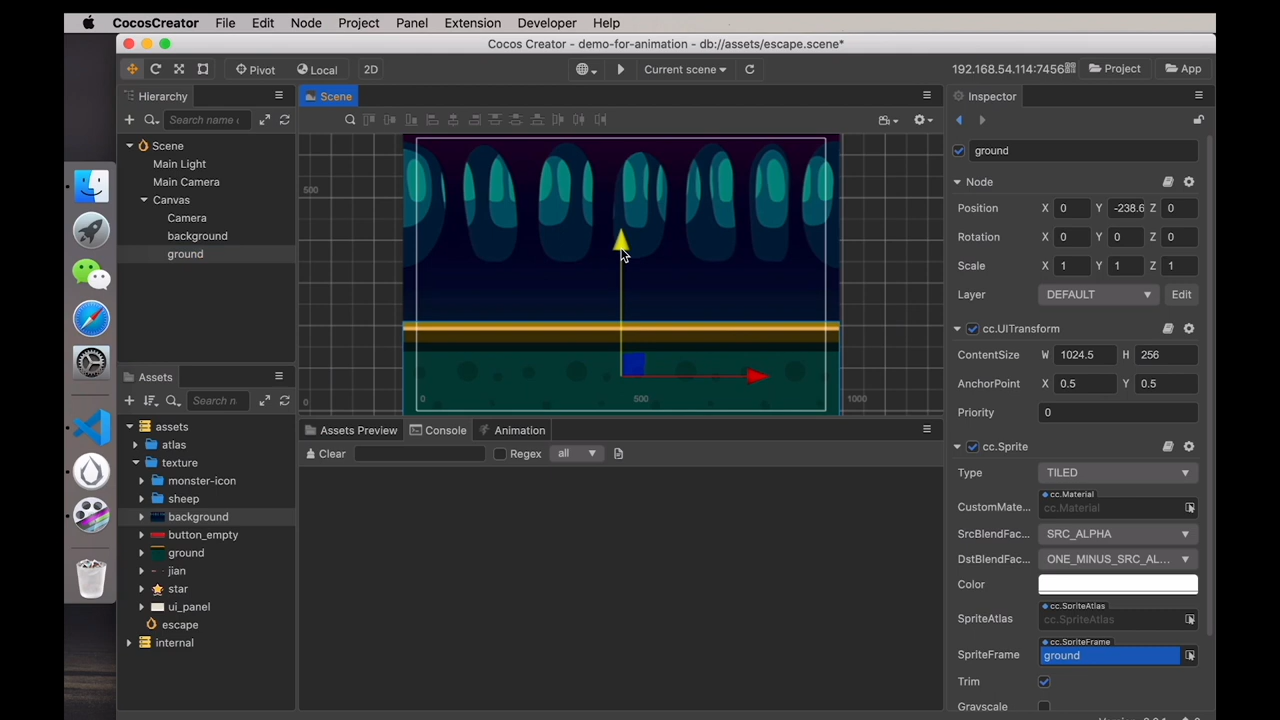 CocosCreator File Edit Node Project Panel Extension Developer Help
Cocos Creator - demo-for-animation - db://assets/escape.scene*
Pivot Local 2D Current scene 192.168.54.114:7456 Project App
Hierarchy
Search name
Scene
Main Light
Main Camera
Canvas
Camera
background
ground
Scene
500
0
0
500
1000
Assets
Search n
assets
atlas
texture
monster-icon
sheep
background
button_empty
ground
jian
star
ui_panel
escape
internal
Assets Preview Console Animation
Clear Regex all
Inspector
ground
Node
Position X 0 Y -238.6 Z 0
Rotation X 0 Y 0 Z 0
Scale X 1 Y 1 Z 1
Layer DEFAULT Edit
cc.UITransform
ContentSize W 1024.5 H 256
AnchorPoint X 0.5 Y 0.5
Priority 0
cc.Sprite
Type TILED
cc.Material
CustomMate... cc.Material
SrcBlendFac... SRC_ALPHA
DstBlendFac... ONE_MINUS_SRC_AL...
Color
cc.SpriteAtlas
SpriteAtlas cc.SpriteAtlas
cc.SpriteFrame
SpriteFrame ground
Trim
Grayscale